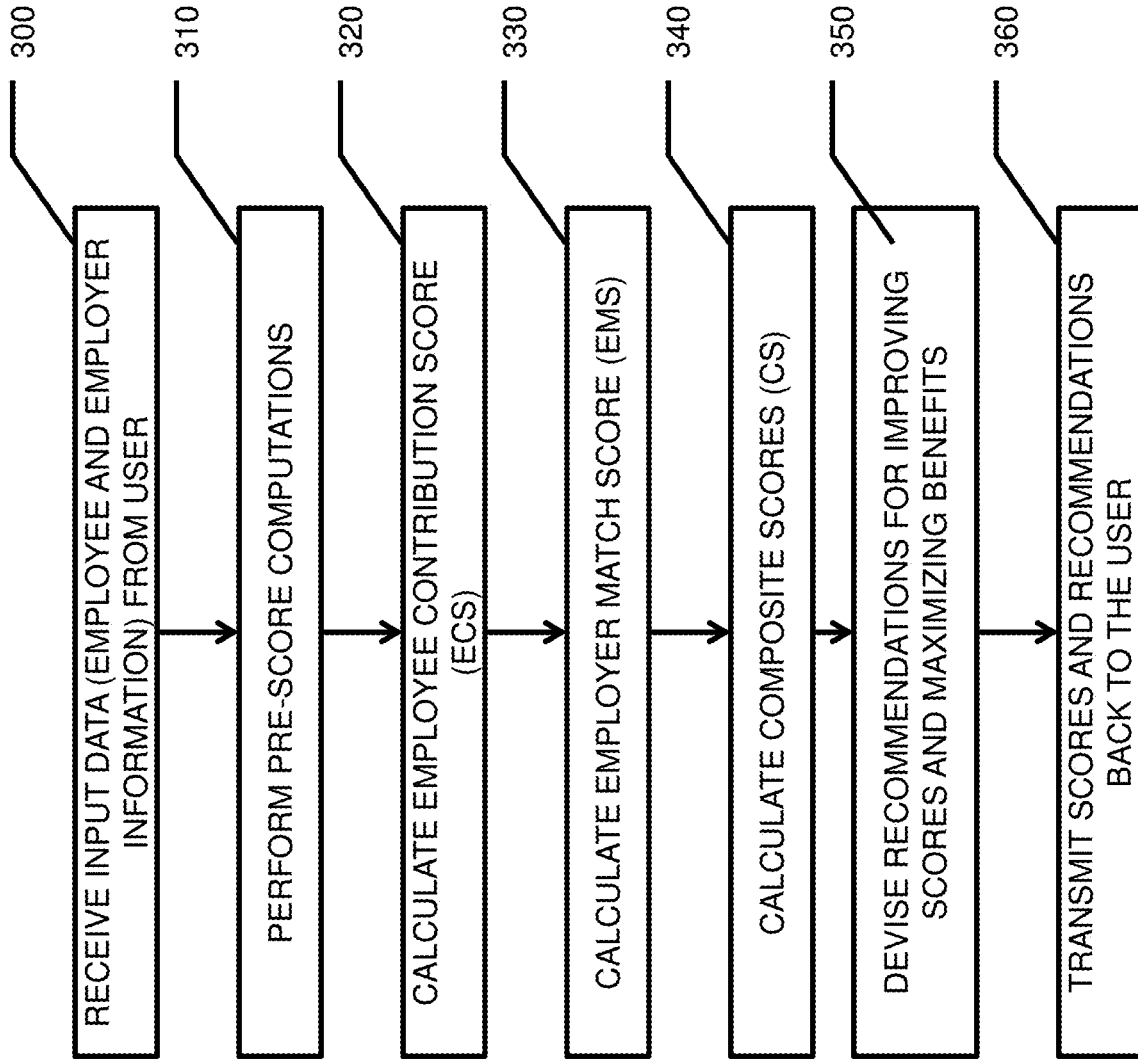 RECEIVE INPUT DATA (EMPLOYEE AND EMPLOYER
INFORMATION) FROM USER
300
PERFORM PRE-SCORE COMPUTATIONS
310
CALCULATE EMPLOYEE CONTRIBUTION SCORE
(ECS)
320
CALCULATE EMPLOYER MATCH SCORE (EMS)
330
CALCULATE COMPOSITE SCORES (CS)
340
DEVISE RECOMMENDATIONS FOR IMPROVING
SCORES AND MAXIMIZING BENEFITS
350
TRANSMIT SCORES AND RECOMMENDATIONS
BACK TO THE USER
360